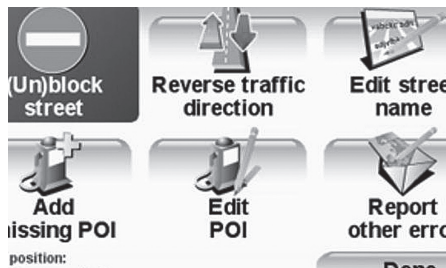 (Un)block
street
Reverse traffic
direction
Edit stree
name
Add
issing POI
Edit
POI
Report
other erro
position:
Done